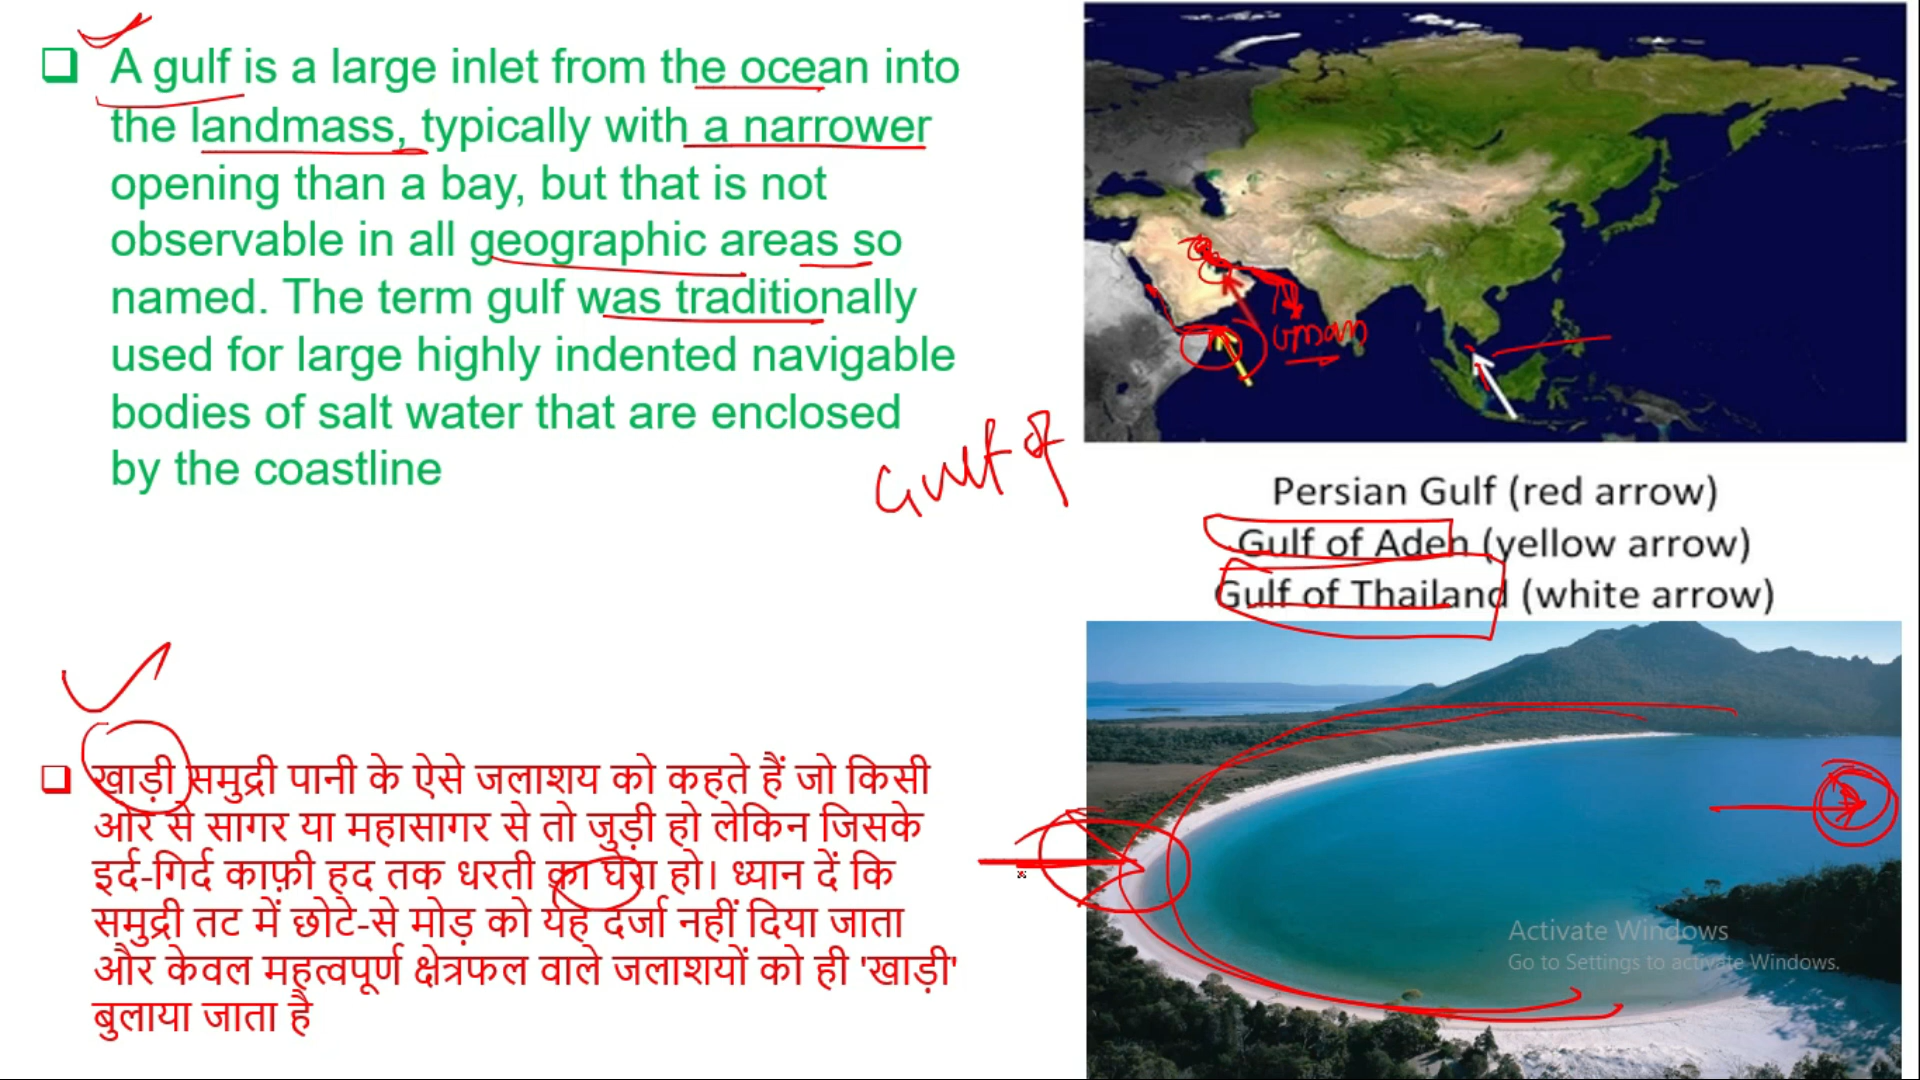 A gulf is a large inlet from the ocean into
the landmass, typically with a narrower
opening than a bay, but that is not
observable in all geographic areas so
named. The term gulf was traditionally
used for large highly indented navigable
bodies of salt water that are enclosed
by the coastline
Gulf of
oman
Persian Gulf (red arrow)
Gulf of Aden (yellow arrow)
Gulf of Thailand (white arrow)
खाड़ी समुद्री पानी के ऐसे जलाशय को कहते हैं जो किसी
ओर से सागर या महासागर से तो जुड़ी हो लेकिन जिसके
इर्द-गिर्द काफ़ी हद तक धरती का घेरा हो। ध्यान दें कि
समुद्री तट में छोटे-से मोड़ को यह दर्जा नहीं दिया जाता
और केवल महत्वपूर्ण क्षेत्रफल वाले जलाशयों को ही 'खाड़ी'
बुलाया जाता है
Activate Windows
Go to Settings to activate Windows.